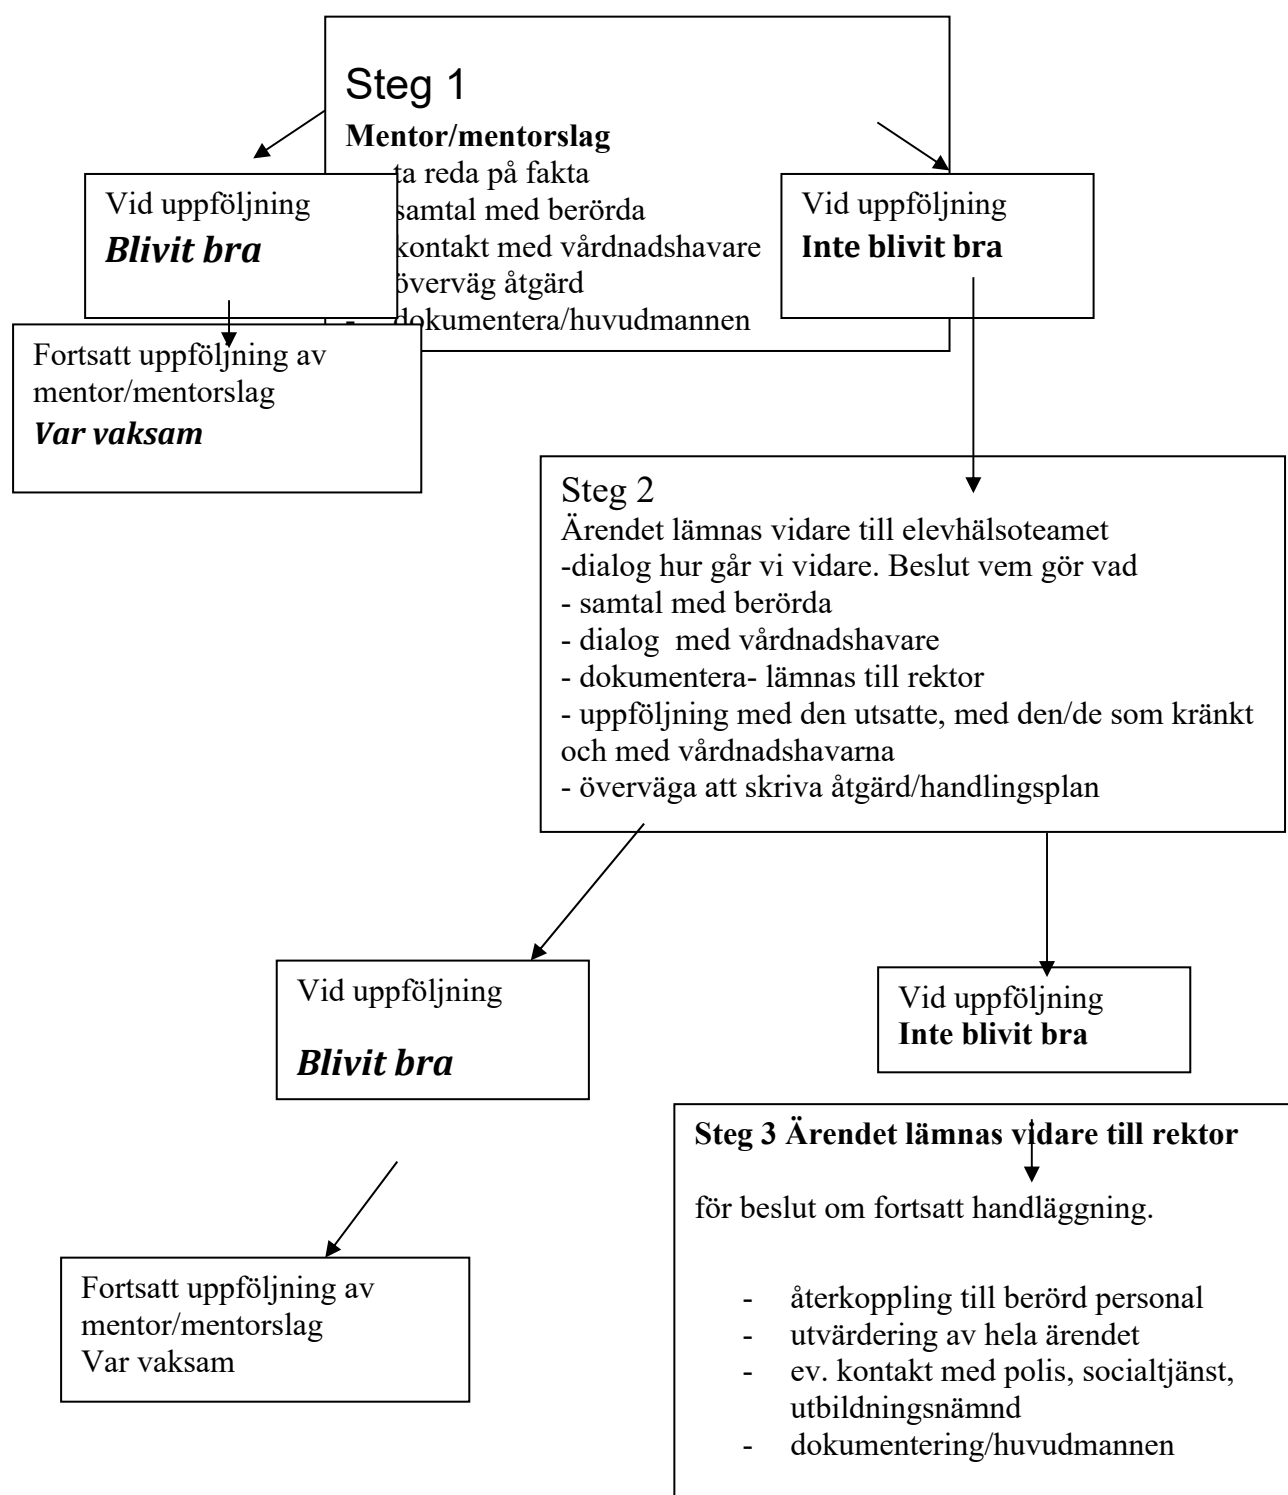 Steg 1
Mentor/mentorslag
ta reda på fakta
samtal med berörda
kontakt med vårdnadshavare
överväg åtgärd
- dokumentera/huvudmannen
Vid uppföljning
Blivit bra
Vid uppföljning
Inte blivit bra
Fortsatt uppföljning av
mentor/mentorslag
Var vaksam
Steg 2
Ärendet lämnas vidare till elevhälsoteamet
-dialog hur går vi vidare. Beslut vem gör vad
- samtal med berörda
- dialog  med vårdnadshavare
- dokumentera- lämnas till rektor
- uppföljning med den utsatte, med den/de som kränkt
och med vårdnadshavarna
- överväga att skriva åtgärd/handlingsplan
Vid uppföljning
Blivit bra
Vid uppföljning
Inte blivit bra
Fortsatt uppföljning av
mentor/mentorslag
Var vaksam
Steg 3 Ärendet lämnas vidare till rektor
för beslut om fortsatt handläggning.
- återkoppling till berörd personal
- utvärdering av hela ärendet
- ev. kontakt med polis, socialtjänst,
utbildningsnämnd
- dokumentering/huvudmannen